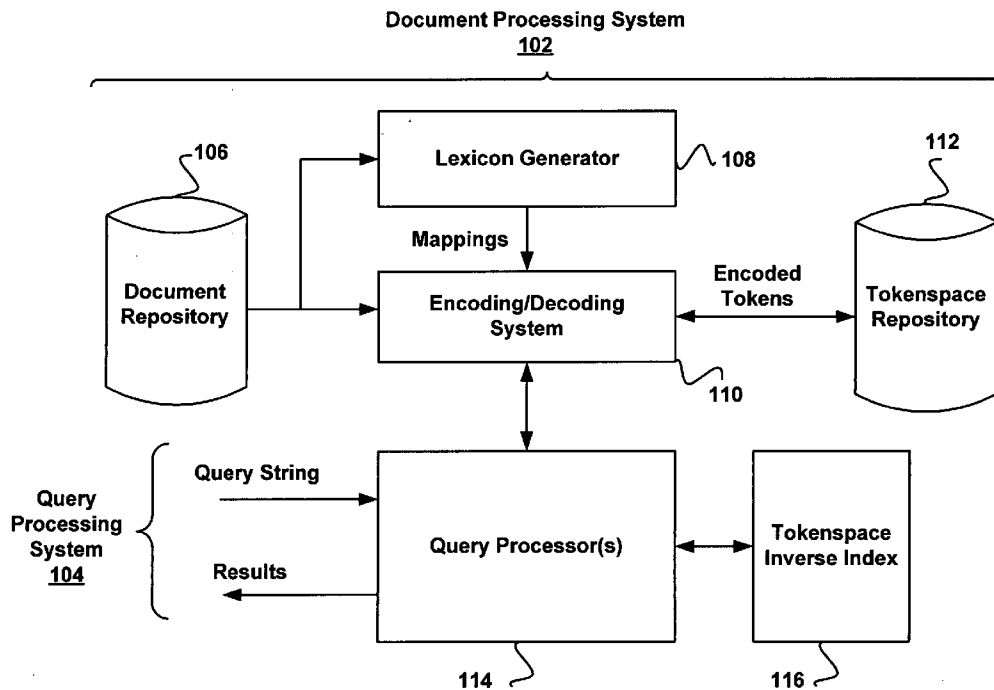 Document Processing System
102
106
Lexicon Generator
108
112
Mappings
Document
Repository
Encoding/Decoding
System
Encoded
Tokens
Tokenspace
Repository
110
Query String
Query
Processing
System
104
Query Processor(s)
Tokenspace
Inverse Index
Results
114
116